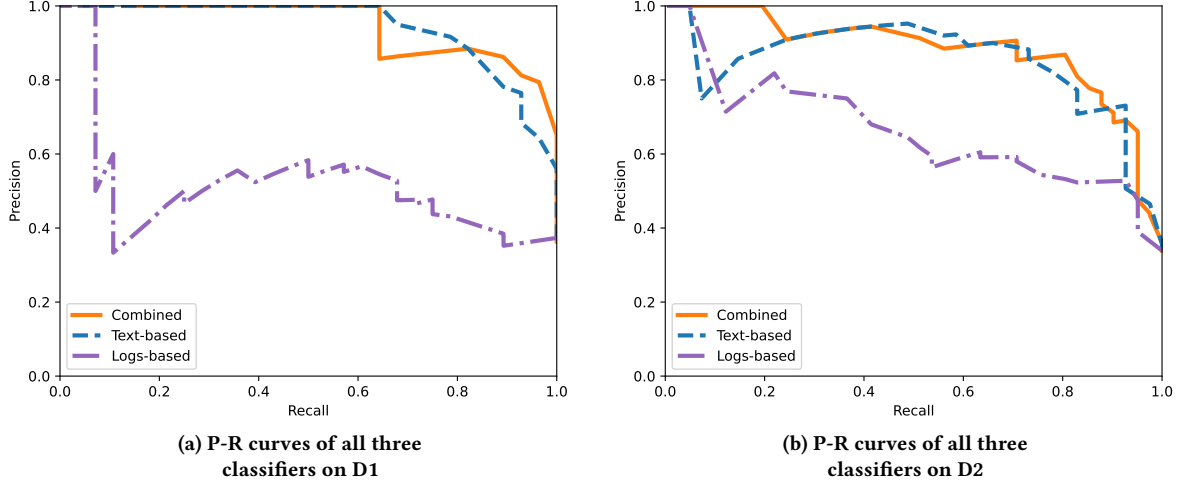 1.0
0.8
0.6
0.4
0.2
0.0
Precision
Combined
Text-based
Logs-based
0.0 0.2 0.4 0.6 0.8 1.0
Recall
(a) P-R curves of all three
classifiers on D1
1.0
0.8
0.6
0.4
0.2
0.0
Precision
Combined
Text-based
Logs-based
0.0 0.2 0.4 0.6 0.8 1.0
Recall
(b) P-R curves of all three
classifiers on D2